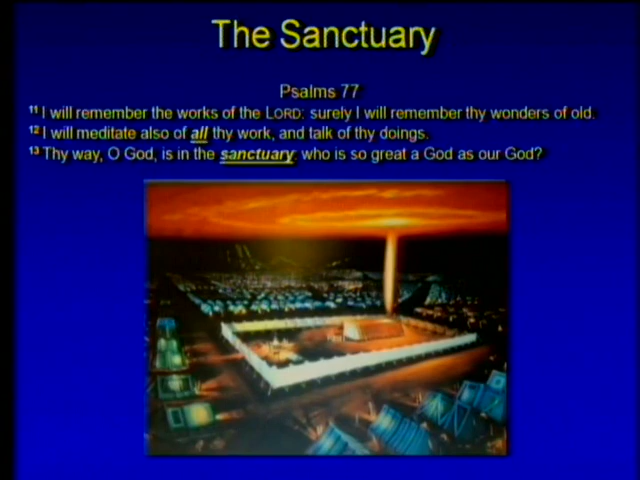 The Sanctuary
Psalms 77
11 I will remember the works of the LORD: surely I will remember thy wonders of old.
12 I will meditate also of all thy work, and talk of thy doings.
13 Thy way, O God, is in the sanctuary: who is so great a God as our God?